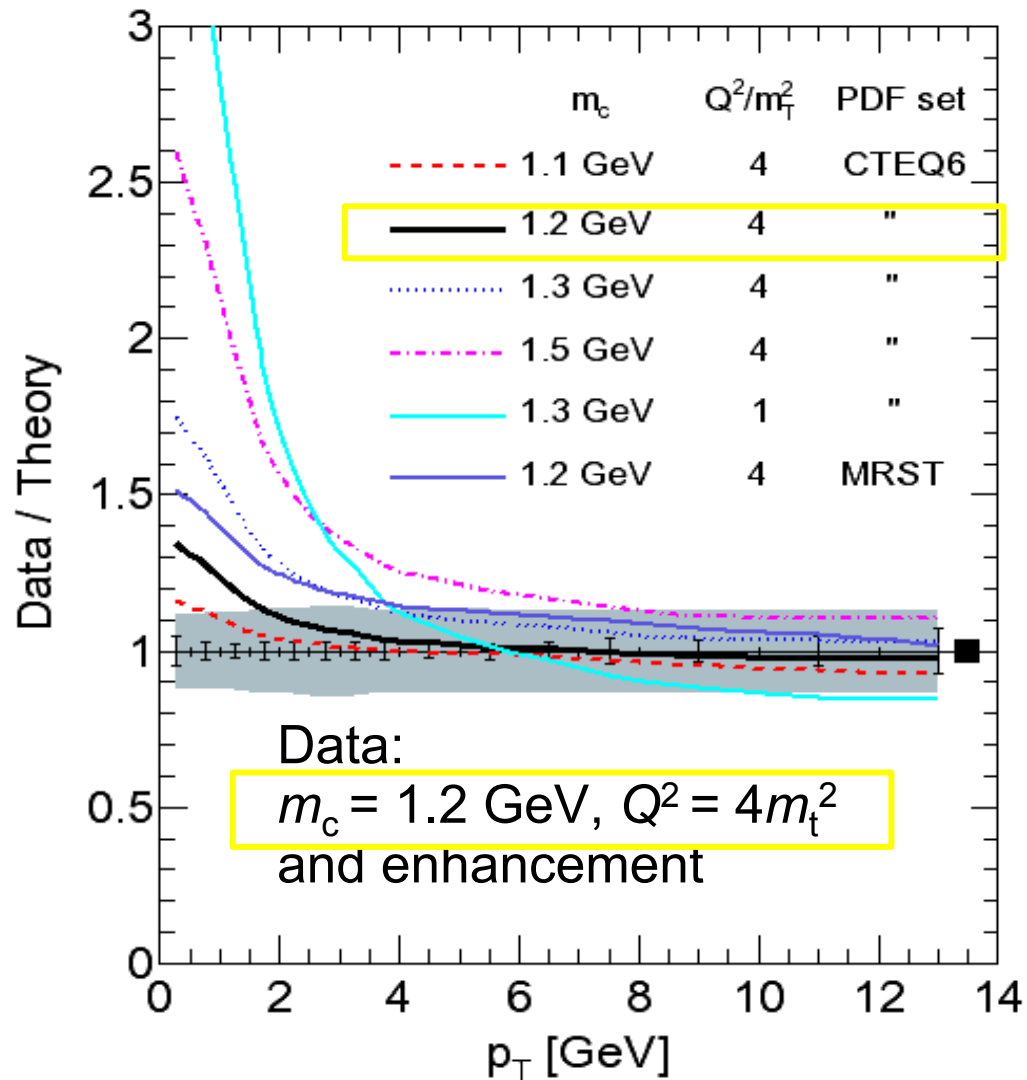 m_c Q²/m_T² PDF set
1.1 GeV 4 CTEQ6
1.2 GeV 4 "
1.3 GeV 4 "
1.5 GeV 4 "
1.3 GeV 1 "
1.2 GeV 4 MRST
Data / Theory
3
2.5
2
1.5
1
0.5
0
Data:
m_c = 1.2 GeV, Q² = 4m_t²
and enhancement
0 2 4 6 8 10 12 14
p_T [GeV]